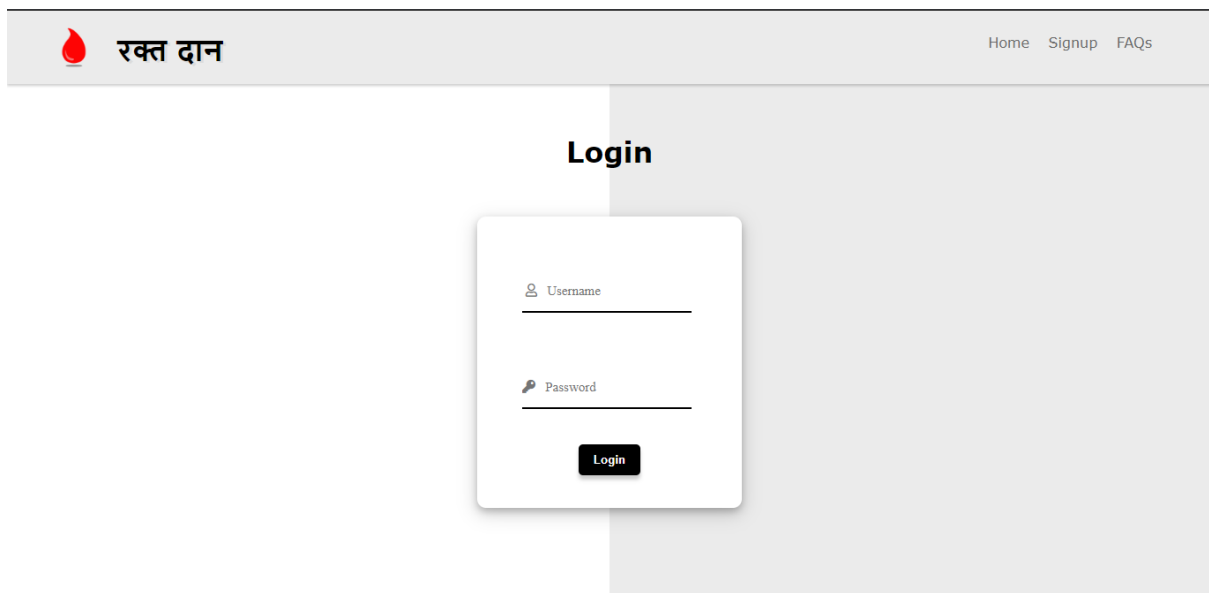 रक्त दान
Home Signup FAQs
Login
Username
Password
Login